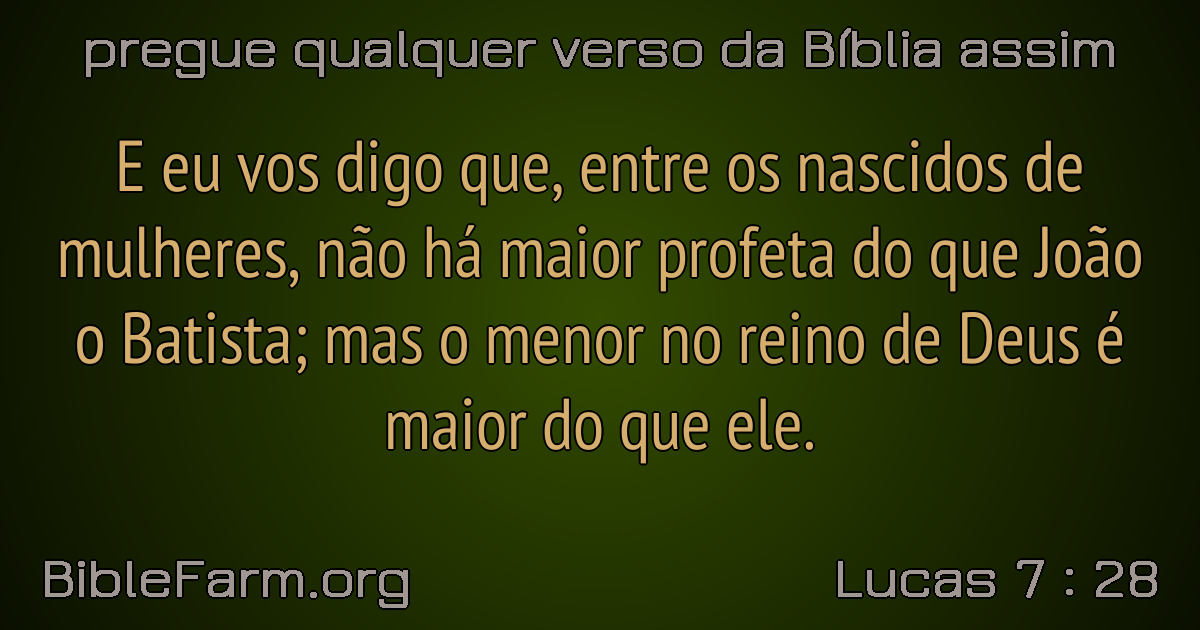 pregue qualquer verso da Bíblia assim
E eu vos digo que, entre os nascidos de
mulheres, não há maior profeta do que João
o Batista; mas o menor no reino de Deus é
maior do que ele.
BibleFarm.org
Lucas 7 : 28